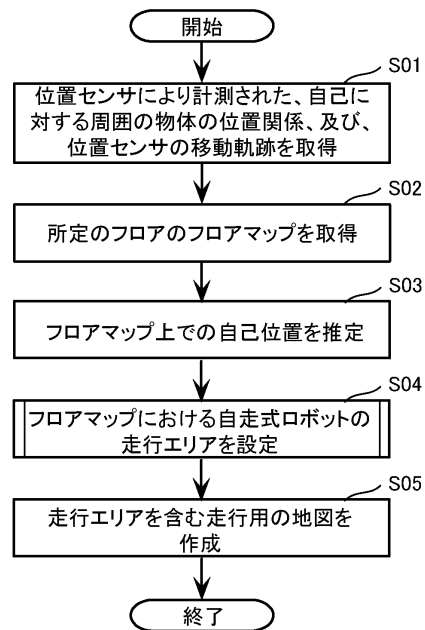 開始
S01
位置センサにより計測された、自己に
対する周囲の物体の位置関係、及び、
位置センサの移動軌跡を取得
S02
所定のフロアのフロアマップを取得
S03
フロアマップ上での自己位置を推定
S04
フロアマップにおける自走式ロボットの
走行エリアを設定
S05
走行エリアを含む走行用の地図を
作成
終了